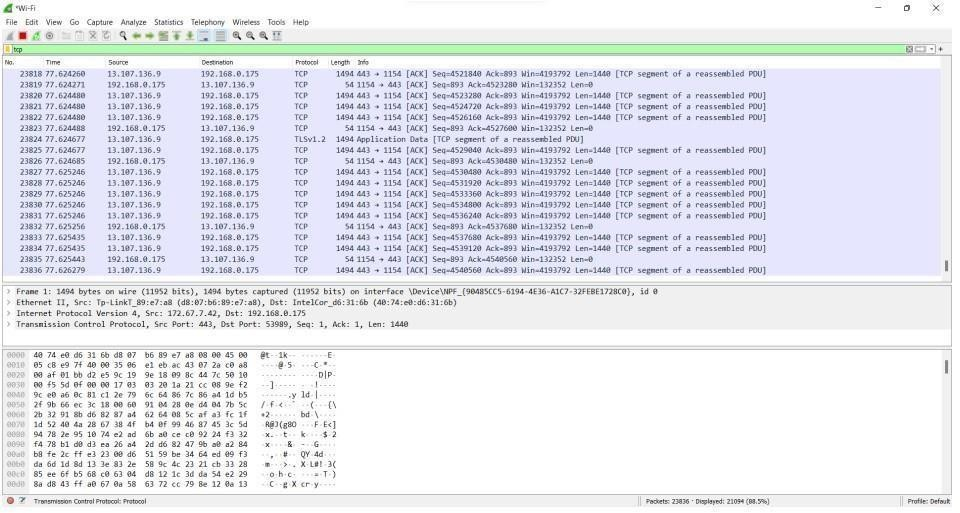 *Wi-Fi
File Edit View Go Capture Analyze Statistics Telephony Wireless Tools Help
tcp
No. Time Source Destination Protocol Length Info
23818 77.624260 13.107.136.9 192.168.0.175 TCP 1494 443 → 1154 [ACK] Seq=4521840 Ack=893 Win=4193792 Len=1440 [TCP segment of a reassembled PDU]
23819 77.624271 192.168.0.175 13.107.136.9 TCP 54 1154 → 443 [ACK] Seq=893 Ack=4523280 Win=132352 Len=0
23820 77.624480 13.107.136.9 192.168.0.175 TCP 1494 443 → 1154 [ACK] Seq=4523280 Ack=893 Win=4193792 Len=1440 [TCP segment of a reassembled PDU]
23821 77.624480 13.107.136.9 192.168.0.175 TCP 1494 443 → 1154 [ACK] Seq=4524720 Ack=893 Win=4193792 Len=1440 [TCP segment of a reassembled PDU]
23822 77.624480 13.107.136.9 192.168.0.175 TCP 1494 443 → 1154 [ACK] Seq=4526160 Ack=893 Win=4193792 Len=1440 [TCP segment of a reassembled PDU]
23823 77.624488 192.168.0.175 13.107.136.9 TCP 54 1154 → 443 [ACK] Seq=893 Ack=4527600 Win=132352 Len=0
23824 77.624677 13.107.136.9 192.168.0.175 TLSv1.2 1494 Application Data [TCP segment of a reassembled PDU]
23825 77.624677 13.107.136.9 192.168.0.175 TCP 1494 443 → 1154 [ACK] Seq=4529040 Ack=893 Win=4193792 Len=1440 [TCP segment of a reassembled PDU]
23826 77.624685 192.168.0.175 13.107.136.9 TCP 54 1154 → 443 [ACK] Seq=893 Ack=4530480 Win=132352 Len=0
23827 77.625246 13.107.136.9 192.168.0.175 TCP 1494 443 → 1154 [ACK] Seq=4530480 Ack=893 Win=4193792 Len=1440 [TCP segment of a reassembled PDU]
23828 77.625246 13.107.136.9 192.168.0.175 TCP 1494 443 → 1154 [ACK] Seq=4531920 Ack=893 Win=4193792 Len=1440 [TCP segment of a reassembled PDU]
23829 77.625246 13.107.136.9 192.168.0.175 TCP 1494 443 → 1154 [ACK] Seq=4533360 Ack=893 Win=4193792 Len=1440 [TCP segment of a reassembled PDU]
23830 77.625246 13.107.136.9 192.168.0.175 TCP 1494 443 → 1154 [ACK] Seq=4534800 Ack=893 Win=4193792 Len=1440 [TCP segment of a reassembled PDU]
23831 77.625246 13.107.136.9 192.168.0.175 TCP 1494 443 → 1154 [ACK] Seq=4536240 Ack=893 Win=4193792 Len=1440 [TCP segment of a reassembled PDU]
23832 77.625256 192.168.0.175 13.107.136.9 TCP 54 1154 → 443 [ACK] Seq=893 Ack=4537680 Win=132352 Len=0
23833 77.625435 13.107.136.9 192.168.0.175 TCP 1494 443 → 1154 [ACK] Seq=4537680 Ack=893 Win=4193792 Len=1440 [TCP segment of a reassembled PDU]
23834 77.625435 13.107.136.9 192.168.0.175 TCP 1494 443 → 1154 [ACK] Seq=4539120 Ack=893 Win=4193792 Len=1440 [TCP segment of a reassembled PDU]
23835 77.625443 192.168.0.175 13.107.136.9 TCP 54 1154 → 443 [ACK] Seq=893 Ack=4540560 Win=132352 Len=0
23836 77.626279 13.107.136.9 192.168.0.175 TCP 1494 443 → 1154 [ACK] Seq=4540560 Ack=893 Win=4193792 Len=1440 [TCP segment of a reassembled PDU]
> Frame 1: 1494 bytes on wire (11952 bits), 1494 bytes captured (11952 bits) on interface \Device\NPF_{90485CC5-6194-4E36-A1C7-32FEBE1728C0}, id 0
> Ethernet II, Src: Tp-LinkT_89:e7:a8 (d8:07:b6:89:e7:a8), Dst: IntelCor_d6:31:6b (40:74:e0:d6:31:6b)
> Internet Protocol Version 4, Src: 172.67.7.42, Dst: 192.168.0.175
> Transmission Control Protocol, Src Port: 443, Dst Port: 53989, Seq: 1, Ack: 1, Len: 1440
0000 40 74 e0 d6 31 6b d8 07 b6 89 e7 a8 08 00 45 00
0010 05 c8 e9 7f 40 00 35 06 e1 eb ac 43 07 2a c0 a8
0020 00 af 01 bb d2 e5 9c 19 9e 18 09 8c 44 7c 50 10
0030 00 f5 5d 0f 00 00 17 03 03 20 1a 21 cc 08 9e f2
0040 9c e0 a6 0c 81 c1 2e 79 6c 64 86 7c 86 a4 1d b5
0050 2f 9b 66 ec 3c 18 00 60 91 04 28 0e d4 04 7b 5c
0060 2b 32 91 8b d6 82 87 a4 62 64 08 5c af a3 fc 1f
0070 1d 52 40 4a 28 67 38 4f b4 0f 99 46 87 45 3c 5d
0080 94 78 2e 95 10 74 e2 ad 6b a0 ce c0 92 24 f3 32
0090 f4 78 b1 d0 d3 ea 26 a4 2d d6 82 47 9b a0 a2 84
00a0 b8 fe 2c ff e3 23 00 d6 51 59 be 34 64 ed 09 f3
00b0 da 6d 1d 8d 13 3e 83 2e 58 9c 4c 23 21 cb 33 28
00c0 85 ee 6f b5 68 c0 63 04 d8 12 1c 3d da 54 e2 29
00d0 8a d8 43 ff a0 67 0a 58 63 72 cc 79 8e 12 0a 13
Transmission Control Protocol: Protocol
Packets: 23836 · Displayed: 21094 (88.5%)
Profile: Default